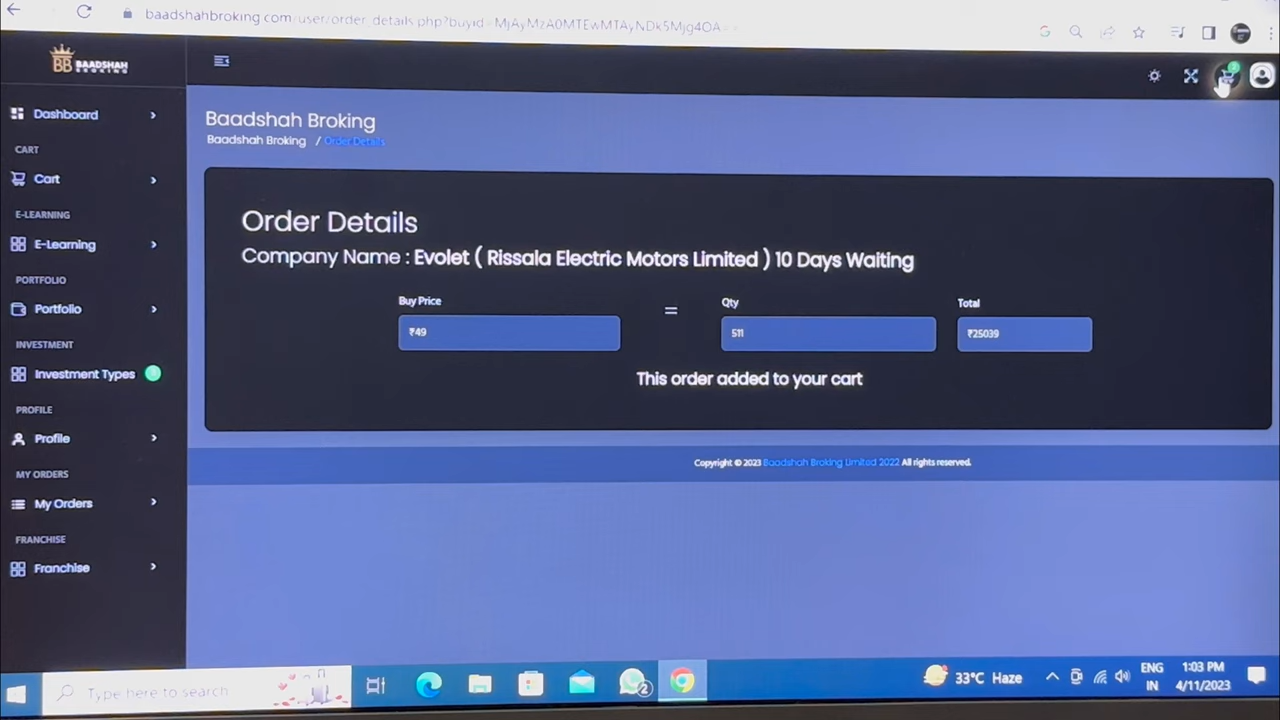 baadshahbroking.com/user/order_details.php?buyid=MjAyMzA0MTEwMTAyNDk5Mjg4OA==
BB BAADSHAH
BROKING
2
Dashboard
CART
Cart
E-LEARNING
E-Learning
PORTFOLIO
Portfolio
INVESTMENT
Investment Types
PROFILE
Profile
MY ORDERS
My Orders
FRANCHISE
Franchise
Baadshah Broking
Baadshah Broking / Order Details
Order Details
Company Name : Evolet ( Rissala Electric Motors Limited ) 10 Days Waiting
Buy Price = Qty Total
₹49 511 ₹25039
This order added to your cart
Copyright © 2023 Baadshah Broking Limited 2022 All rights reserved.
Type here to search
2
33°C Haze
ENG
IN
1:03 PM
4/11/2023